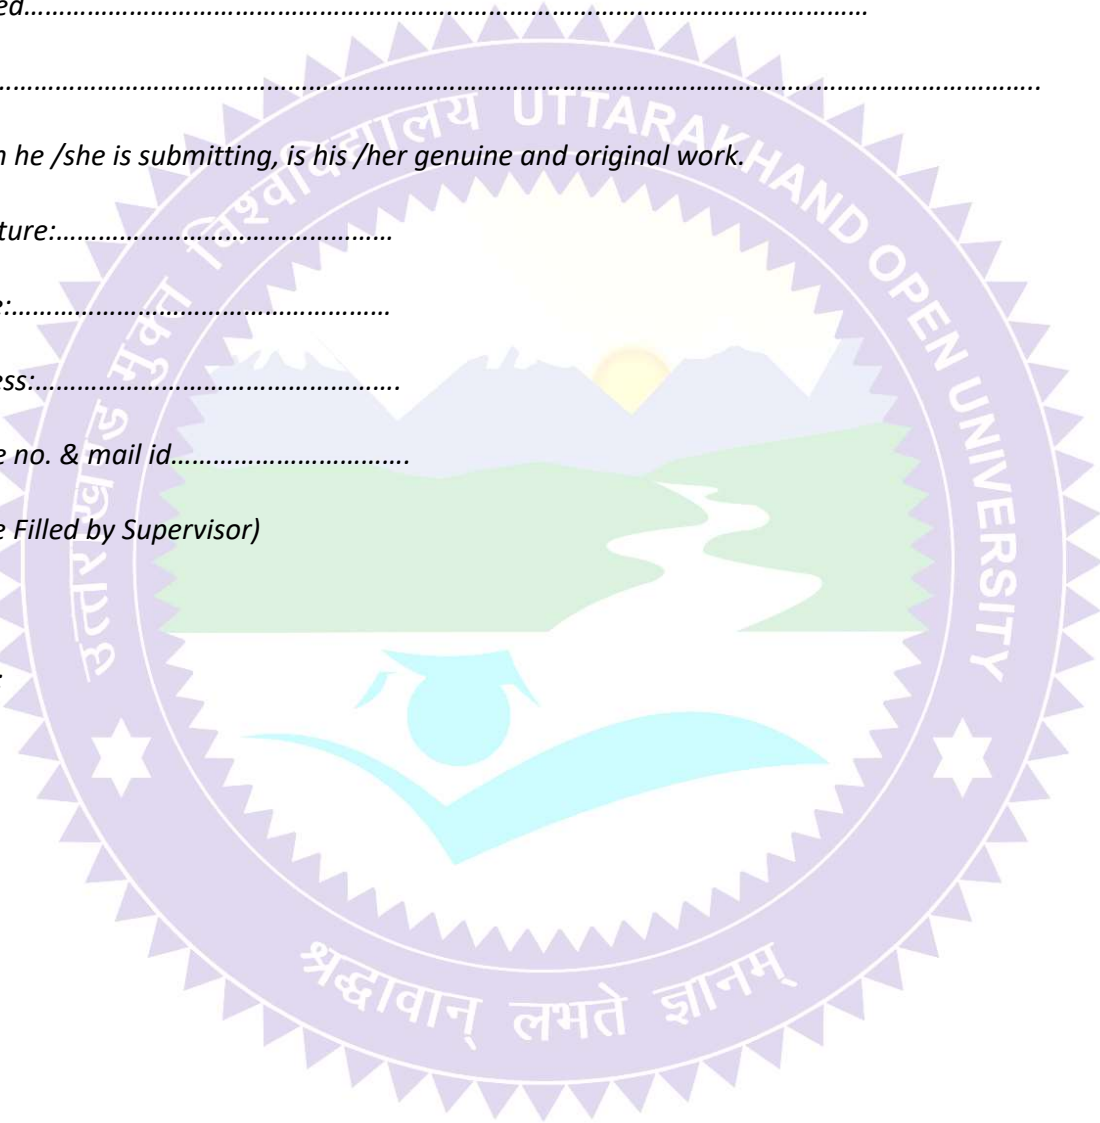 ed……………………………………………………………………………………………………………
…………………………………………………………………………………………………………………………………..
h he /she is submitting, is his /her genuine and original work.
ture:…………………………………………
e:………………………………………………
ess:…………………………………………….
e no. & mail id…………………………….
e Filled by Supervisor)
:
उत्तराखण्ड मुक्त विश्वविद्यालय UTTARAKHAND OPEN UNIVERSITY
श्रद्धावान् लभते ज्ञानम्